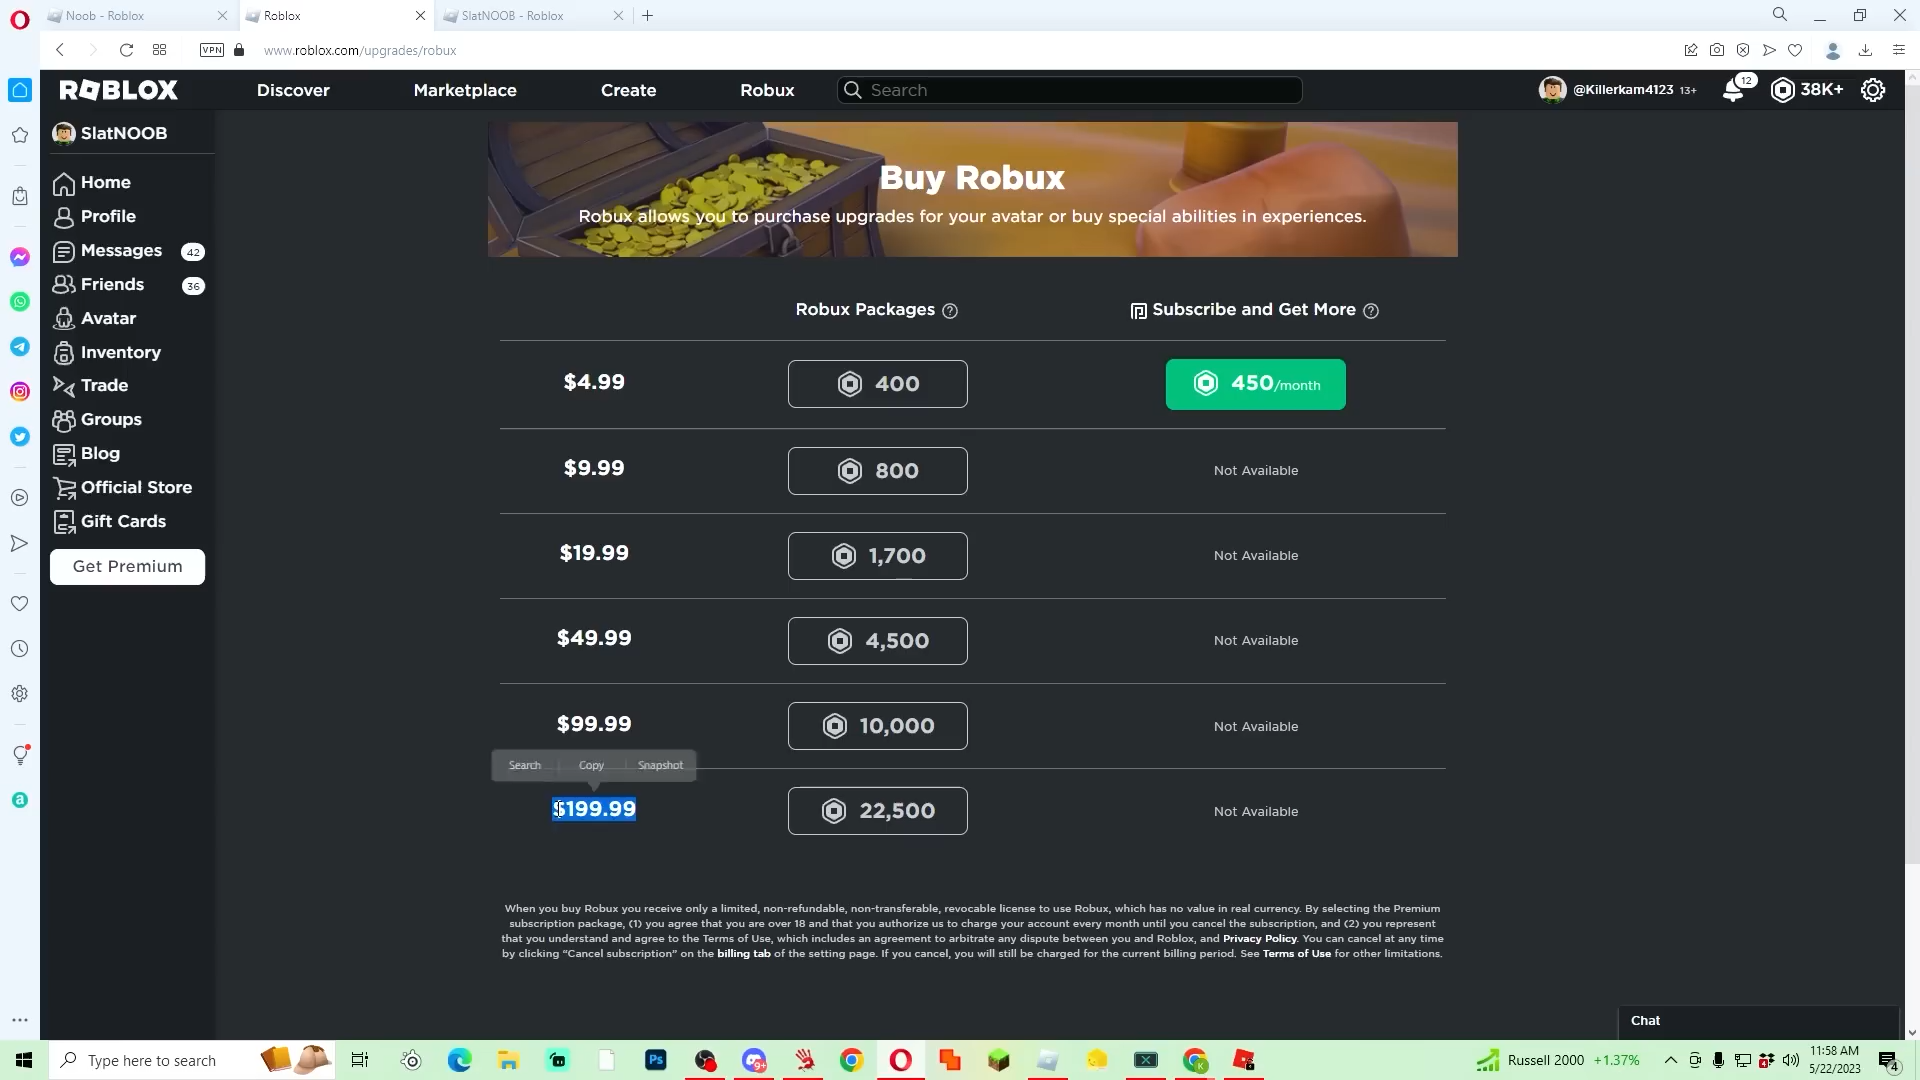 Noob - Roblox
Roblox
SlatNOOB - Roblox
VPN
www.roblox.com/upgrades/robux
ROBLOX
Discover
Marketplace
Create
Robux
Search
@Killerkam4123 13+
12
38K+
SlatNOOB
Home
Profile
Messages 42
Friends 36
Avatar
Inventory
Trade
Groups
Blog
Official Store
Gift Cards
Get Premium
Buy Robux
Robux allows you to purchase upgrades for your avatar or buy special abilities in experiences.
Robux Packages
Subscribe and Get More
$4.99 400 450/month
$9.99 800 Not Available
$19.99 1,700 Not Available
$49.99 4,500 Not Available
$99.99 10,000 Not Available
Search Copy Snapshot
$199.99 22,500 Not Available
When you buy Robux you receive only a limited, non-refundable, non-transferable, revocable license to use Robux, which has no value in real currency. By selecting the Premium
subscription package, (1) you agree that you are over 18 and that you authorize us to charge your account every month until you cancel the subscription, and (2) you represent
that you understand and agree to the Terms of Use, which includes an agreement to arbitrate any dispute between you and Roblox, and Privacy Policy. You can cancel at any time
by clicking “Cancel subscription” on the billing tab of the setting page. If you cancel, you will still be charged for the current billing period. See Terms of Use for other limitations.
Chat
Type here to search
Ps
9+
K
Russell 2000 +1.37%
11:58 AM
5/22/2023
4